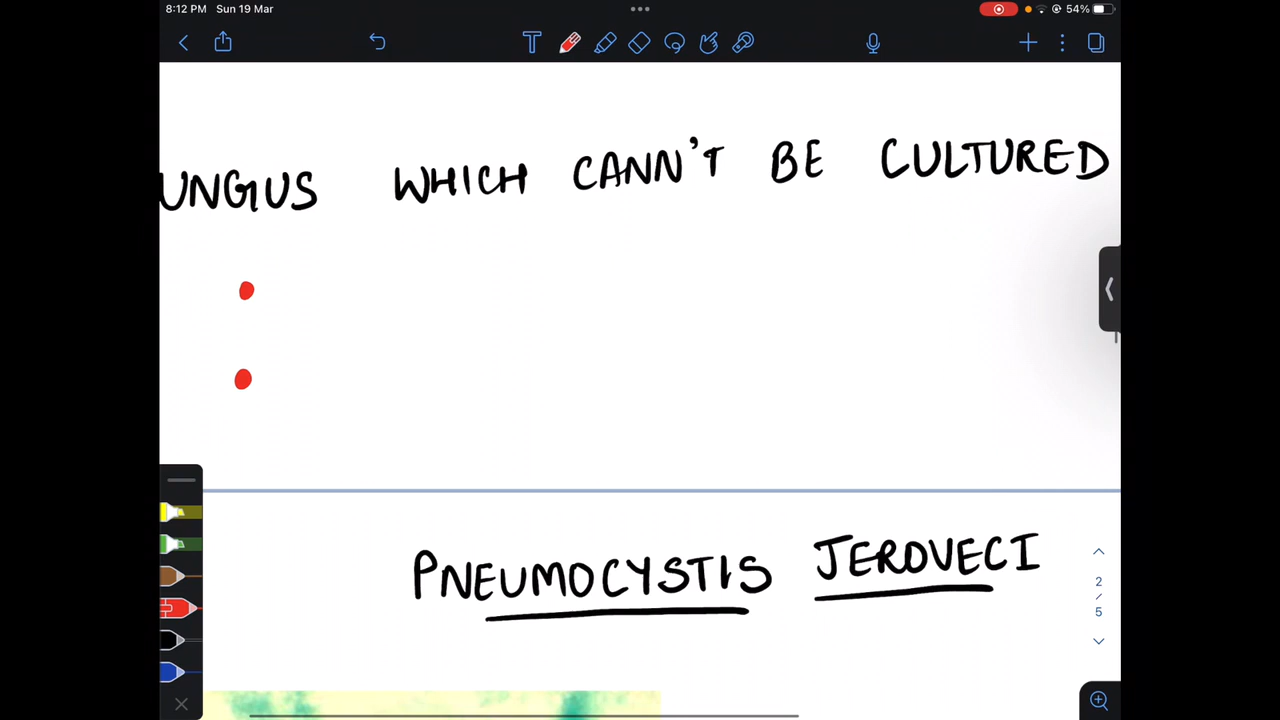 8:12 PM Sun 19 Mar
54%
T
UNGUS WHICH CANN'T BE CULTURED
PNEUMOCYSTIS JEROVECI
2
/
5